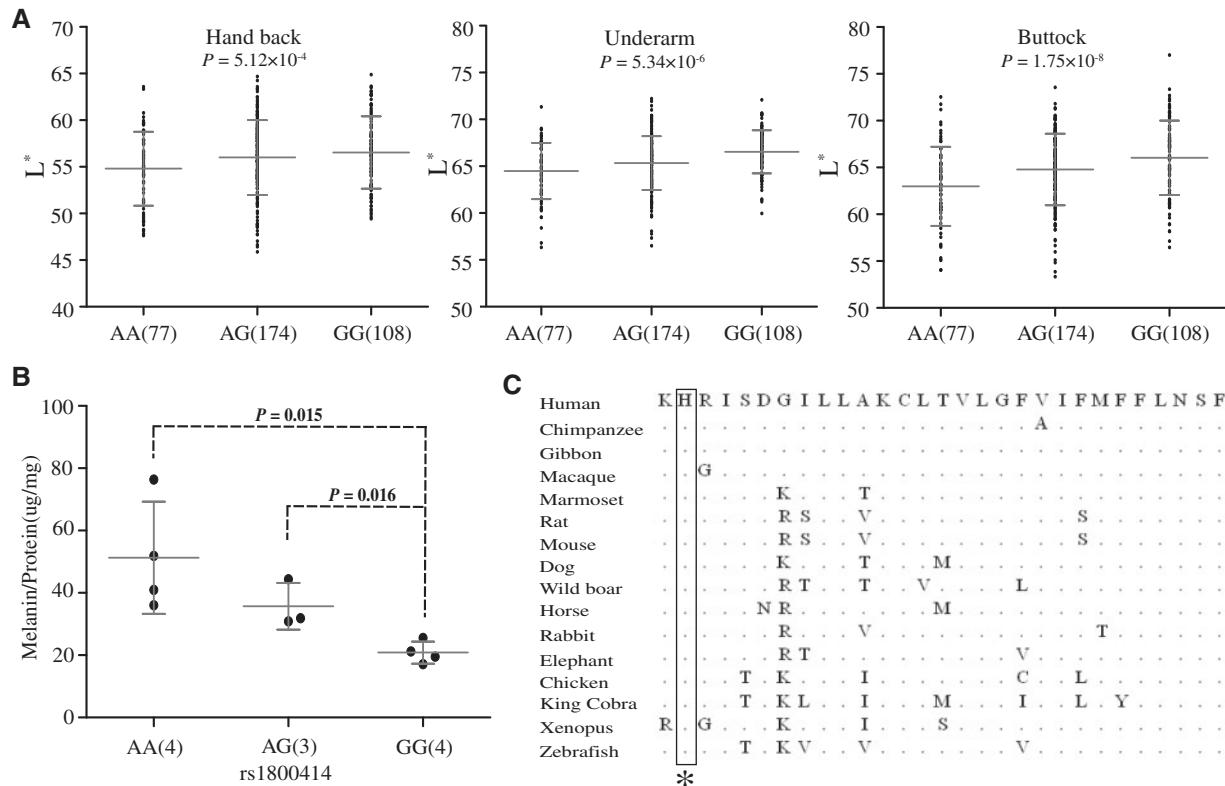 A
Hand back
P = 5.12×10-4
L*
70
65
60
55
50
45
40
AA(77) AG(174) GG(108)
Underarm
P = 5.34×10-6
L*
80
75
70
65
60
55
50
AA(77) AG(174) GG(108)
Buttock
P = 1.75×10-8
L*
80
75
70
65
60
55
50
AA(77) AG(174) GG(108)
B
Melanin/Protein(ug/mg)
100
80
60
40
20
0
P = 0.015
P = 0.016
AA(4) AG(3) GG(4)
rs1800414
C
Human K H R I S D G I L L A K C L T V L G F V I F M F F L N S F
Chimpanzee . . . . . . . . . . . . . . . . . . . A . . . . . . . . .
Gibbon . . . . . . . . . . . . . . . . . . . . . . . . . . . . .
Macaque . . G . . . . . . . . . . . . . . . . . . . . . . . . . .
Marmoset . . . . . . K . . . T . . . . . . . . . . . . . . . . . .
Rat . . . . . . R S . . V . . . . . . . . . . S . . . . . . .
Mouse . . . . . . R S . . V . . . . . . . . . . S . . . . . . .
Dog . . . . . . K . . . T . . . M . . . . . . . . . . . . . .
Wild boar . . . . . . R T . . T . . V . . . . L . . . . . . . . . .
Horse . . . . . N R . . . . . . . M . . . . . . . . . . . . . .
Rabbit . . . . . . R . . . V . . . . . . . . . . . T . . . . . .
Elephant . . . . . . R T . . . . . . . . . . V . . . . . . . . . .
Chicken . . . . T . K . . . I . . . . . . . C . . L . . . . . . .
King Cobra . . . . T . K L . . I . . . M . . . I . . L . Y . . . . .
Xenopus R . G . . . K . . . I . . . S . . . . . . . . . . . . . .
Zebrafish . . . . T . K V . . V . . . . . . . V . . . . . . . . . .
*